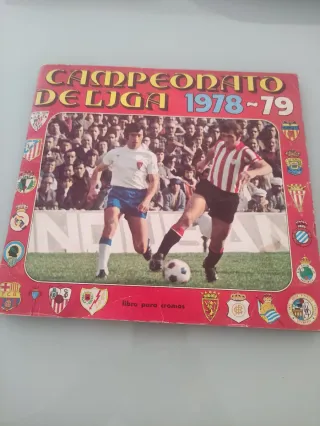 CAMPEONATO
DE LIGA 1978~79
libro para cromos